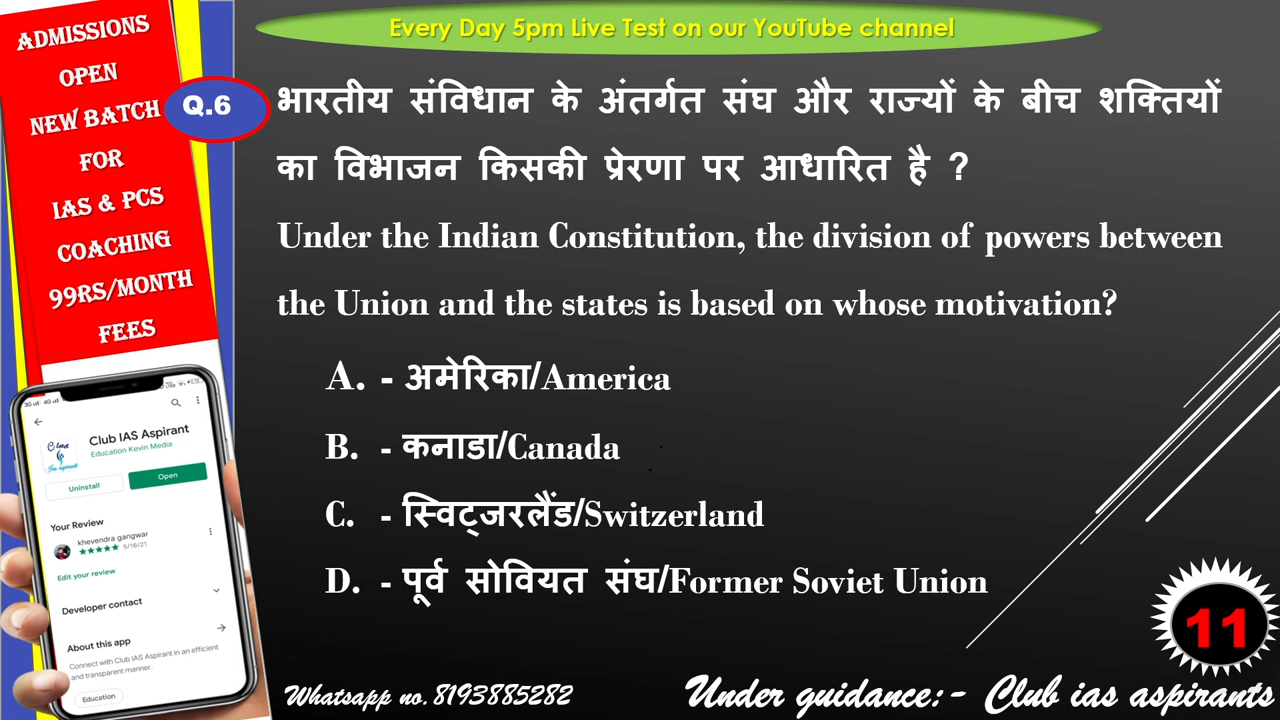 Every Day 5pm Live Test on our YouTube channel
ADMISSIONS
OPEN
NEW BATCH
FOR
IAS & PCS
COACHING
99RS/MONTH
FEES
Q.6
भारतीय संविधान के अंतर्गत संघ और राज्यों के बीच शक्तियों
का विभाजन किसकी प्रेरणा पर आधारित है ?
Under the Indian Constitution, the division of powers between
the Union and the states is based on whose motivation?
A. - अमेरिका/America
B. - कनाडा/Canada
C. - स्विट्जरलैंड/Switzerland
D. - पूर्व सोवियत संघ/Former Soviet Union
Club IAS Aspirant
Education Kevin Media
Uninstall
Open
Your Review
khevendra gangwar
5/16/21
Edit your review
Developer contact
About this app
Connect with Club IAS Aspirant in an efficient
and transparent manner.
Education
11
Whatsapp no. 8193885282
Under guidance:- Club ias aspirants